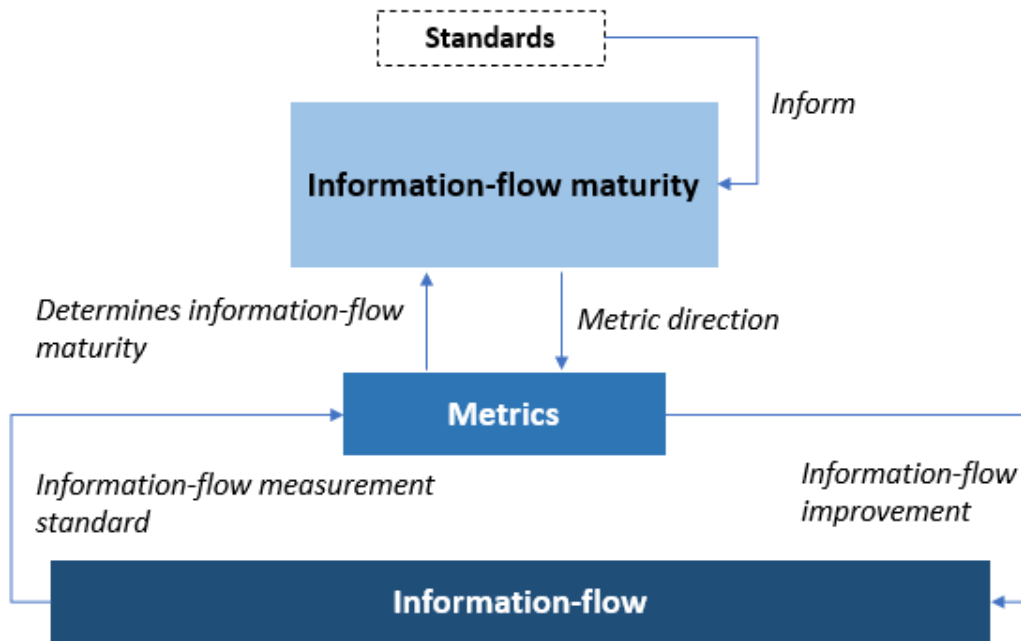 Standards
Inform
Information-flow maturity
Determines information-flow
maturity
Metric direction
Metrics
Information-flow measurement
standard
Information-flow
improvement
Information-flow